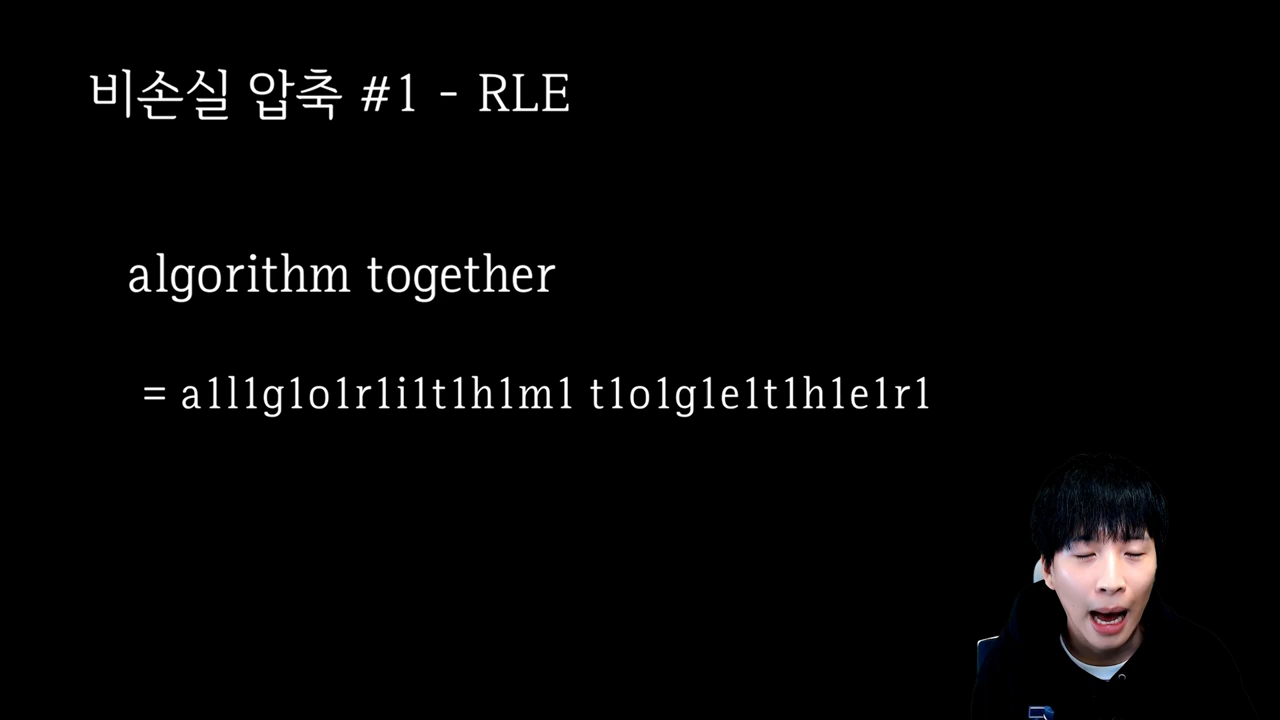 비손실 압축 #1 - RLE
algorithm together
= a1l1g1o1r1i1t1h1m1 t1o1g1e1t1h1e1r1